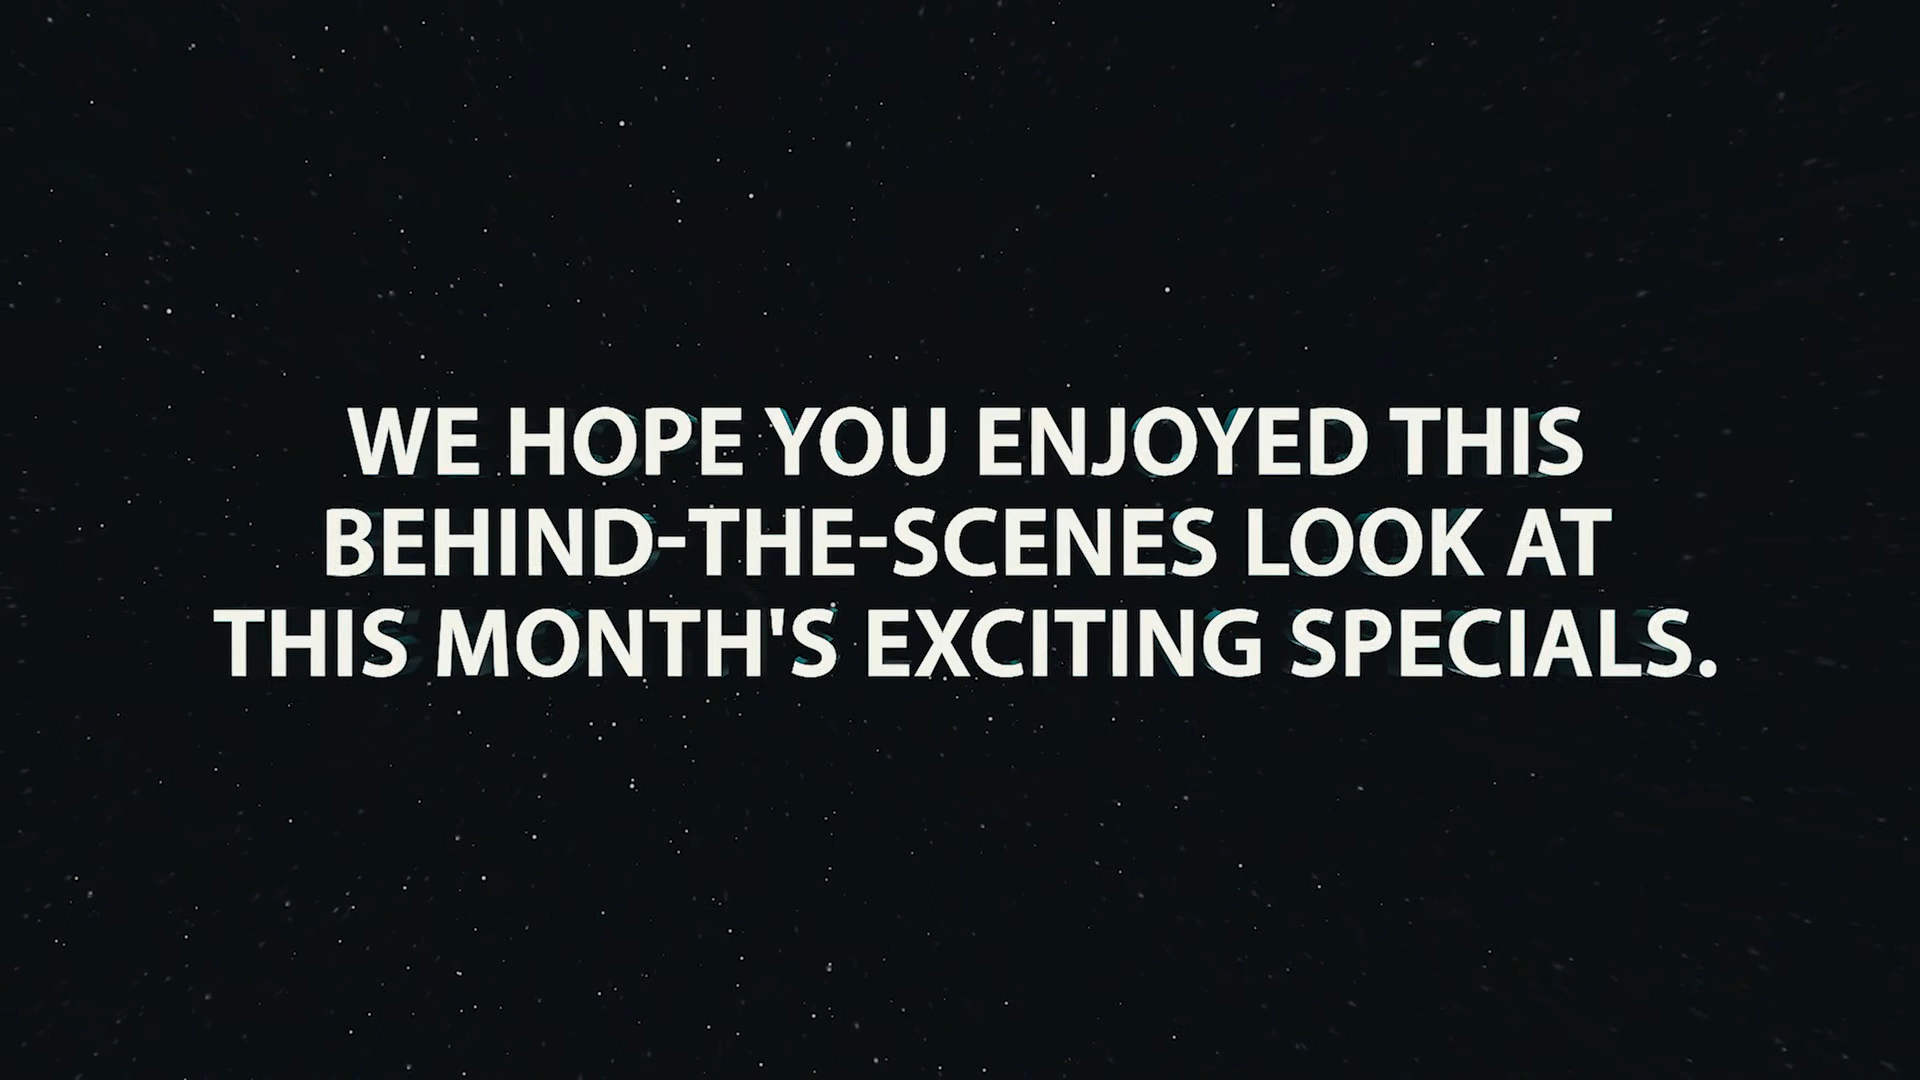 WE HOPE YOU ENJOYED THIS
BEHIND-THE-SCENES LOOK AT
THIS MONTH'S EXCITING SPECIALS.